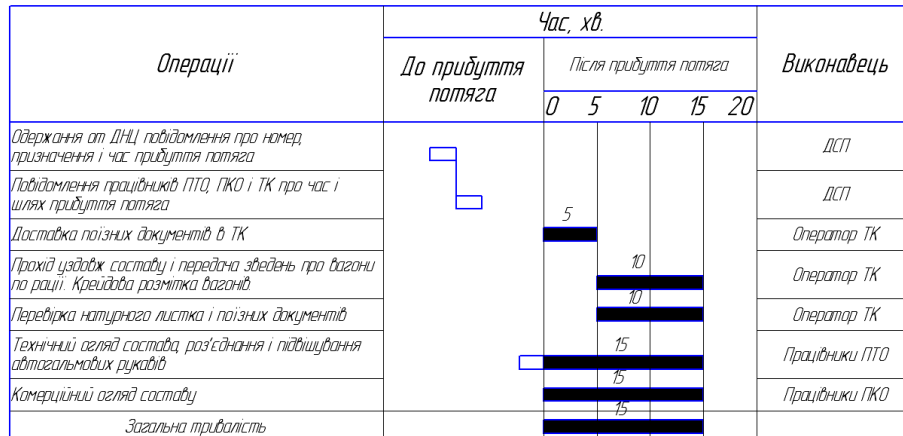 Операції
Час, хв.
До прибуття
потяга
Після прибуття потяга
0 5 10 15 20
Виконавець
Одержання от ДНЦ повідомлення про номер,
призначення і час прибуття потяга
ДСП
Повідомлення працівників ПТО, ПКО і ТК про час і
шлях прибуття потяга
ДСП
Доставка поїзних документів в ТК
5
Оператор ТК
Прохід уздовж составу і передача зведень про вагони
по рації. Крейдова розмітка вагонів.
10
Оператор ТК
Перевірка натурного листка і поїзних документів
10
Оператор ТК
Технічний огляд состава, роз'єднання і підвішування
автогальмових рукавів
15
Працівники ПТО
Комерційний огляд составу
15
Працівники ПКО
Загальна тривалість
15